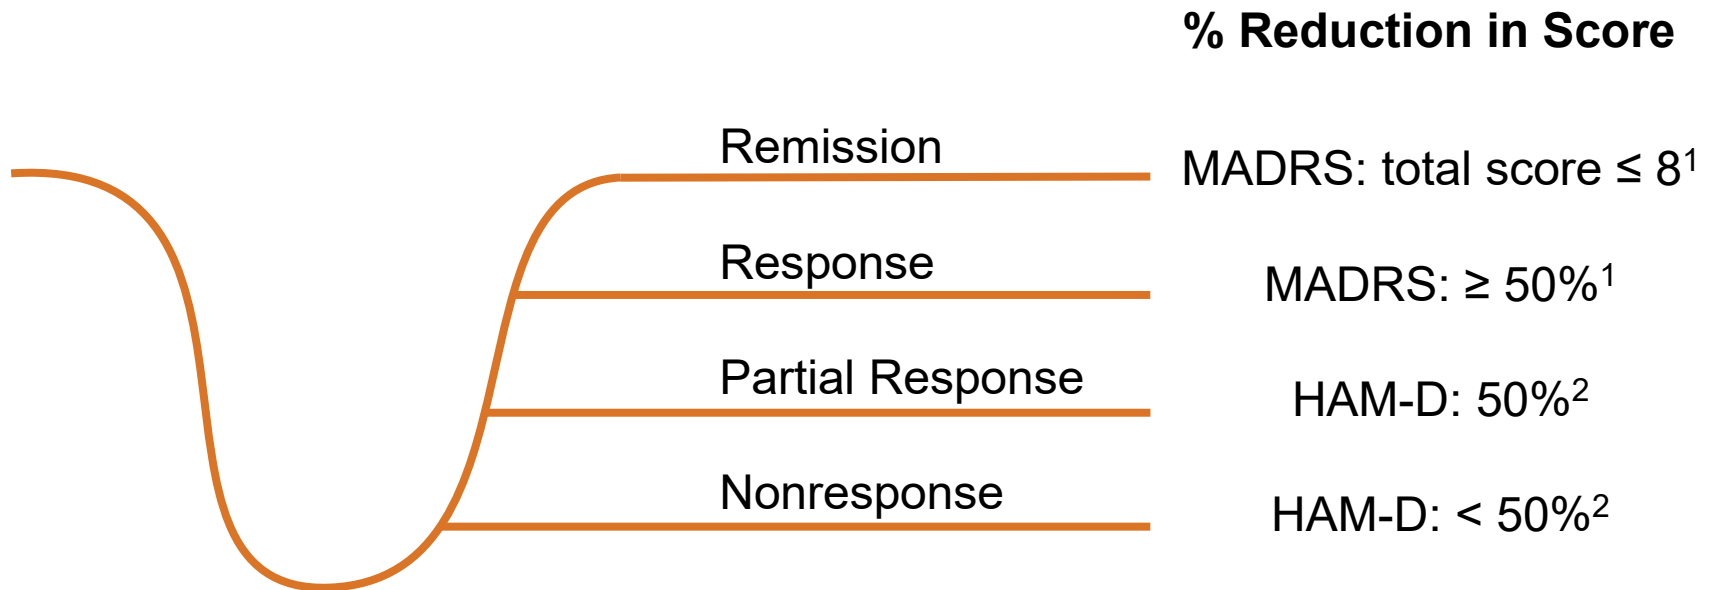 % Reduction in Score
Remission
MADRS: total score ≤ 8¹
Response
MADRS: ≥ 50%¹
Partial Response
HAM-D: 50%²
Nonresponse
HAM-D: < 50%²